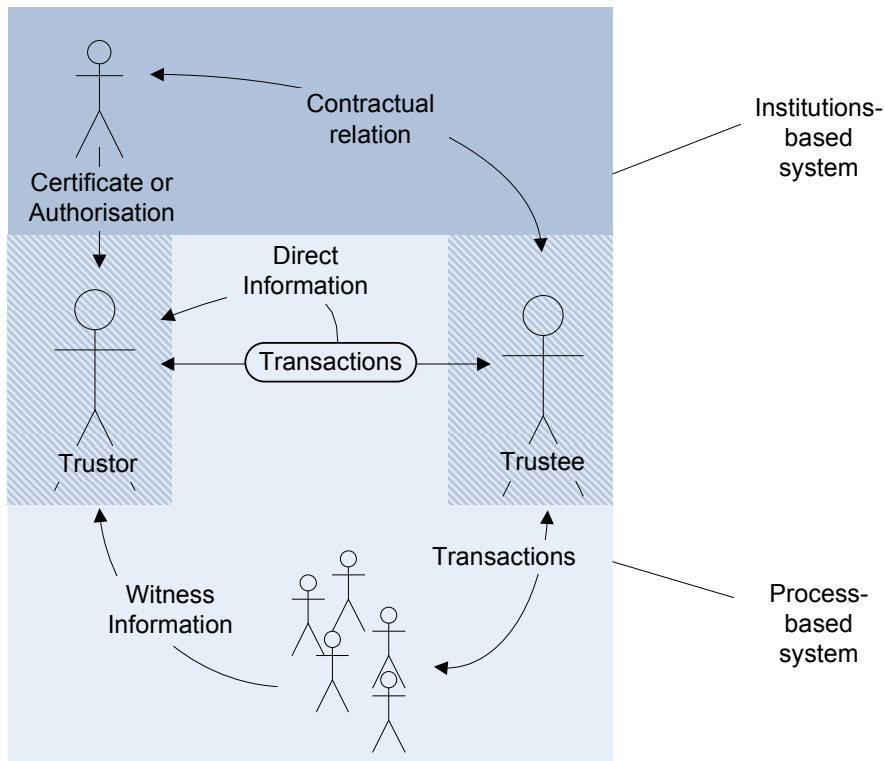 Contractual
relation
Institutions-
based
system
Certificate or
Authorisation
Direct
Information
Transactions
Trustor
Trustee
Transactions
Witness
Information
Process-
based
system